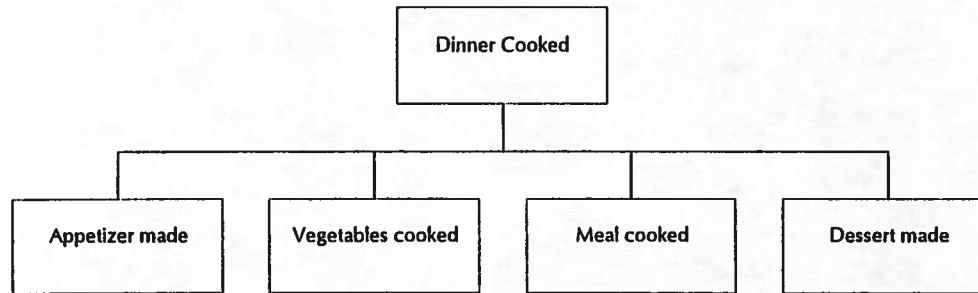 Dinner Cooked
Appetizer made
Vegetables cooked
Meal cooked
Dessert made